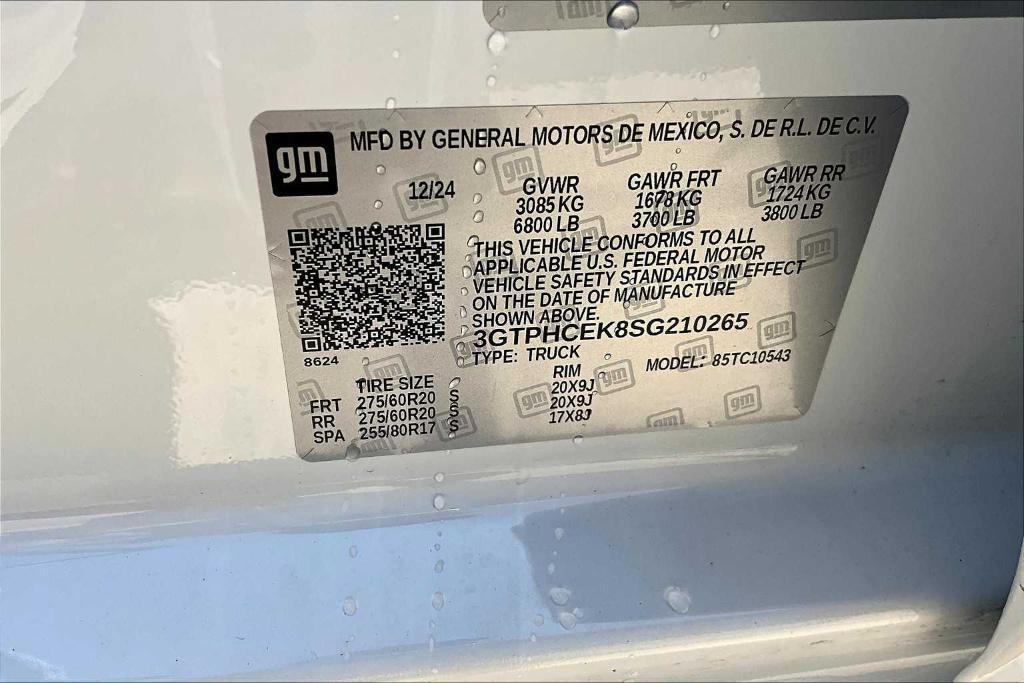 gm
MFD BY GENERAL MOTORS DE MEXICO, S. DE R.L. DE C.V.
12/24 GVWR GAWR FRT GAWR RR
3085 KG 1678 KG 1724 KG
6800 LB 3700 LB 3800 LB
THIS VEHICLE CONFORMS TO ALL
APPLICABLE U.S. FEDERAL MOTOR
VEHICLE SAFETY STANDARDS IN EFFECT
ON THE DATE OF MANUFACTURE
SHOWN ABOVE.
3GTPHCEK8SG210265
8624
TYPE: TRUCK MODEL: 85TC10543
TIRE SIZE RIM
FRT 275/60R20 S 20X9J
RR 275/60R20 S 20X9J
SPA 255/80R17 S 17X8J